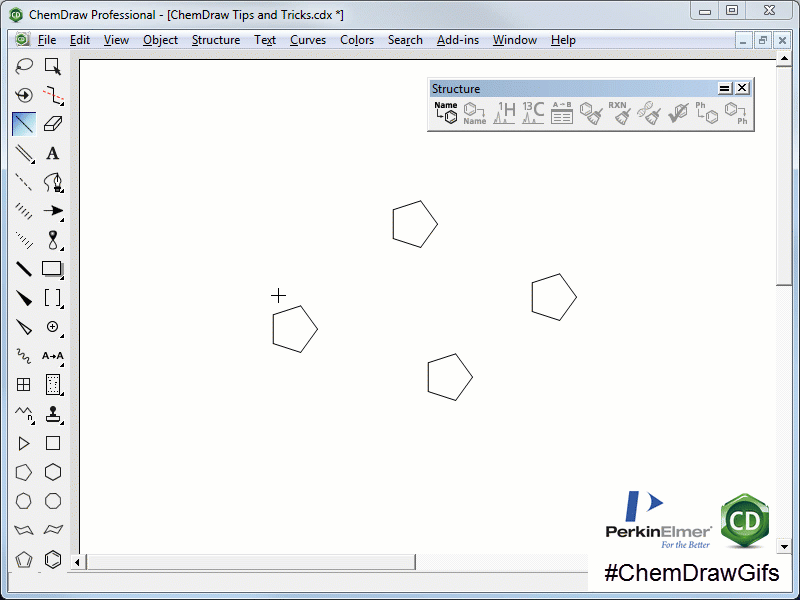 ChemDraw Professional - [ChemDraw Tips and Tricks.cdx *]
CD File Edit View Object Structure Text Curves Colors Search Add-ins Window Help
Structure
Name Name 1H 13C A→B RXN Ph Ph
A
A→A
n
CD
PerkinElmer
For the Better
#ChemDrawGifs